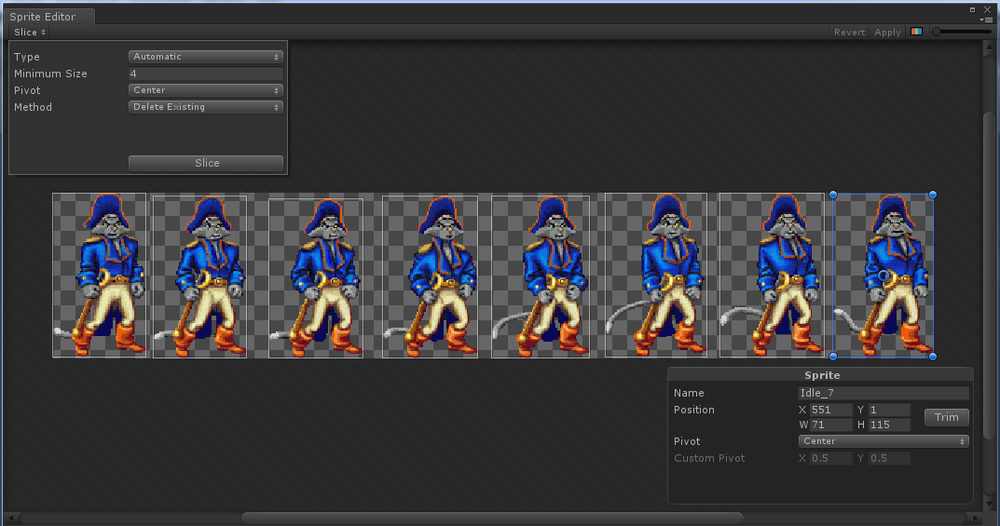 Sprite Editor
Slice
Revert Apply
Type Automatic
Minimum Size 4
Pivot Center
Method Delete Existing
Slice
Sprite
Name Idle_7
Position X 551 Y 1
W 71 H 115
Trim
Pivot Center
Custom Pivot X 0.5 Y 0.5